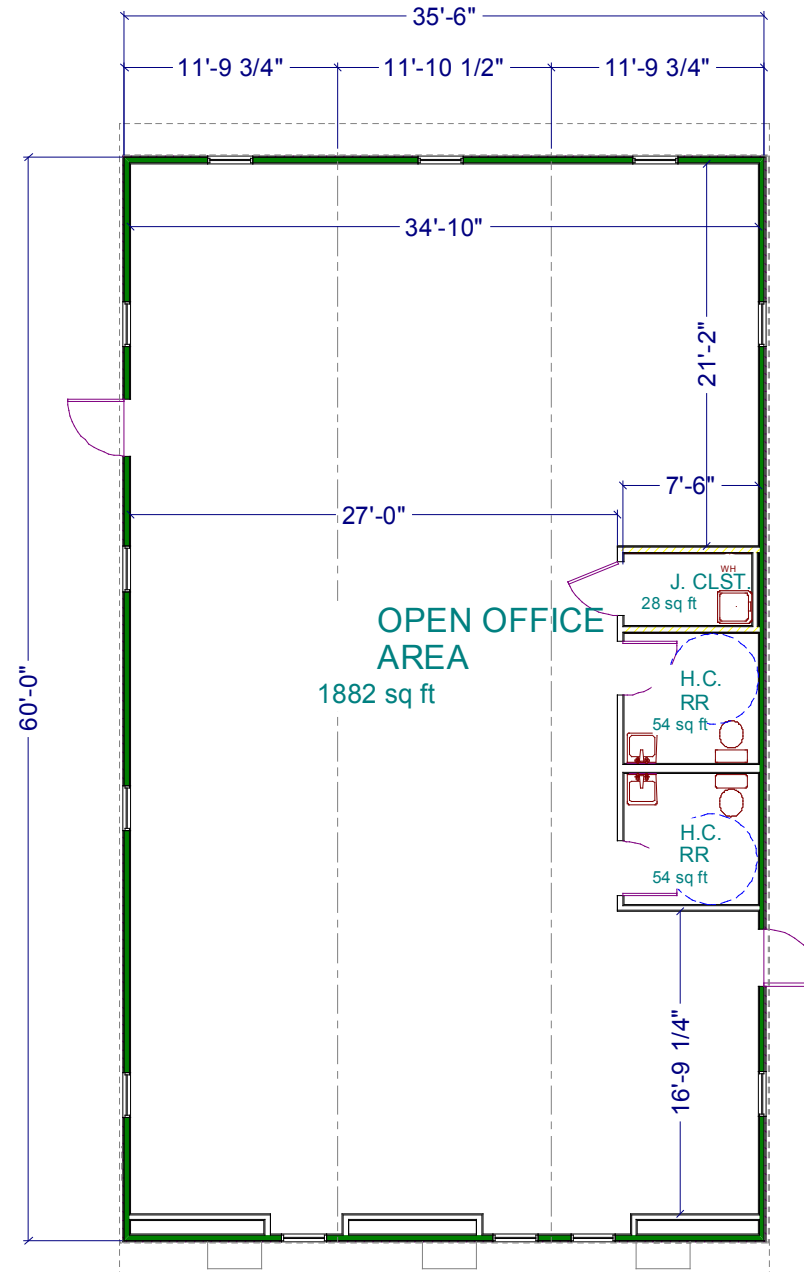 35'-6"
11'-9 3/4"
11'-10 1/2"
11'-9 3/4"
34'-10"
21'-2"
7'-6"
27'-0"
WH
J. CLST.
28 sq ft
OPEN OFFICE
AREA
1882 sq ft
60'-0"
H.C.
RR
54 sq ft
H.C.
RR
54 sq ft
16'-9 1/4"